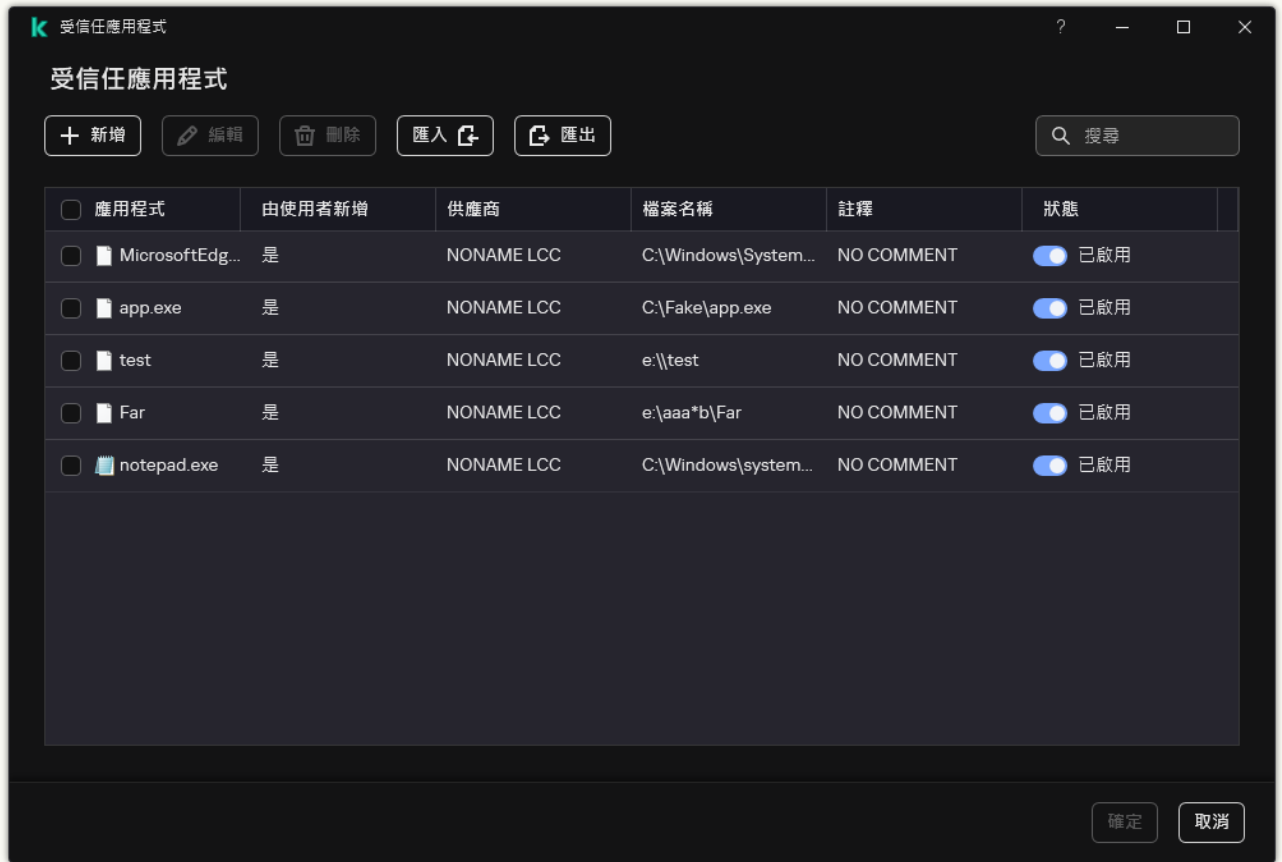 受信任應用程式
受信任應用程式
新增 編輯 刪除 匯入 匯出 搜尋
應用程式 由使用者新增 供應商 檔案名稱 註釋 狀態
MicrosoftEdg... 是 NONAME LCC C:\Windows\System... NO COMMENT 已啟用
app.exe 是 NONAME LCC C:\Fake\app.exe NO COMMENT 已啟用
test 是 NONAME LCC e:\\test NO COMMENT 已啟用
Far 是 NONAME LCC e:\aaa*b\Far NO COMMENT 已啟用
notepad.exe 是 NONAME LCC C:\Windows\system... NO COMMENT 已啟用
確定 取消